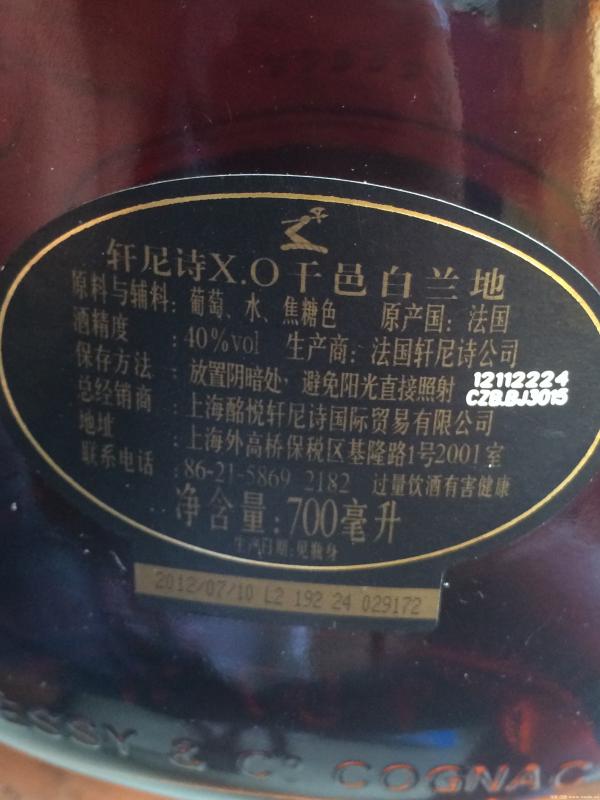 轩尼诗X.O干邑白兰地
原料与辅料：葡萄、水、焦糖色 原产国：法国
酒精度：40%vol 生产商：法国轩尼诗公司
保存方法：放置阴暗处，避免阳光直接照射
12112224
CZB.BJ3015
总经销商：上海酩悦轩尼诗国际贸易有限公司
地址：上海外高桥保税区基隆路1号2001室
联系电话：86-21-5869 2182 过量饮酒有害健康
净含量：700毫升
生产日期：见瓶身
2012/07/10 L2 192 24 029172
ESSY & Cº COGNAC